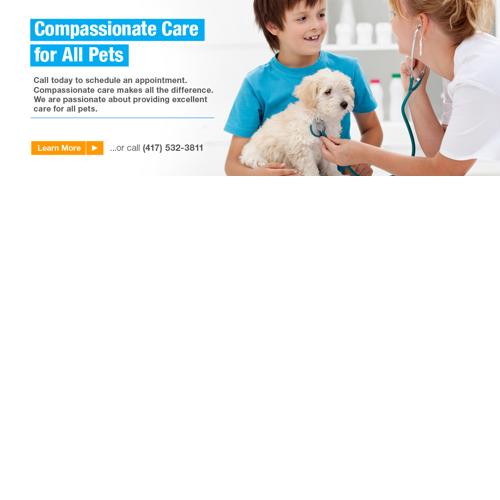 Compassionate Care
for All Pets
Call today to schedule an appointment.
Compassionate care makes all the difference.
We are passionate about providing excellent
care for all pets.
Learn More ...or call (417) 532-3811